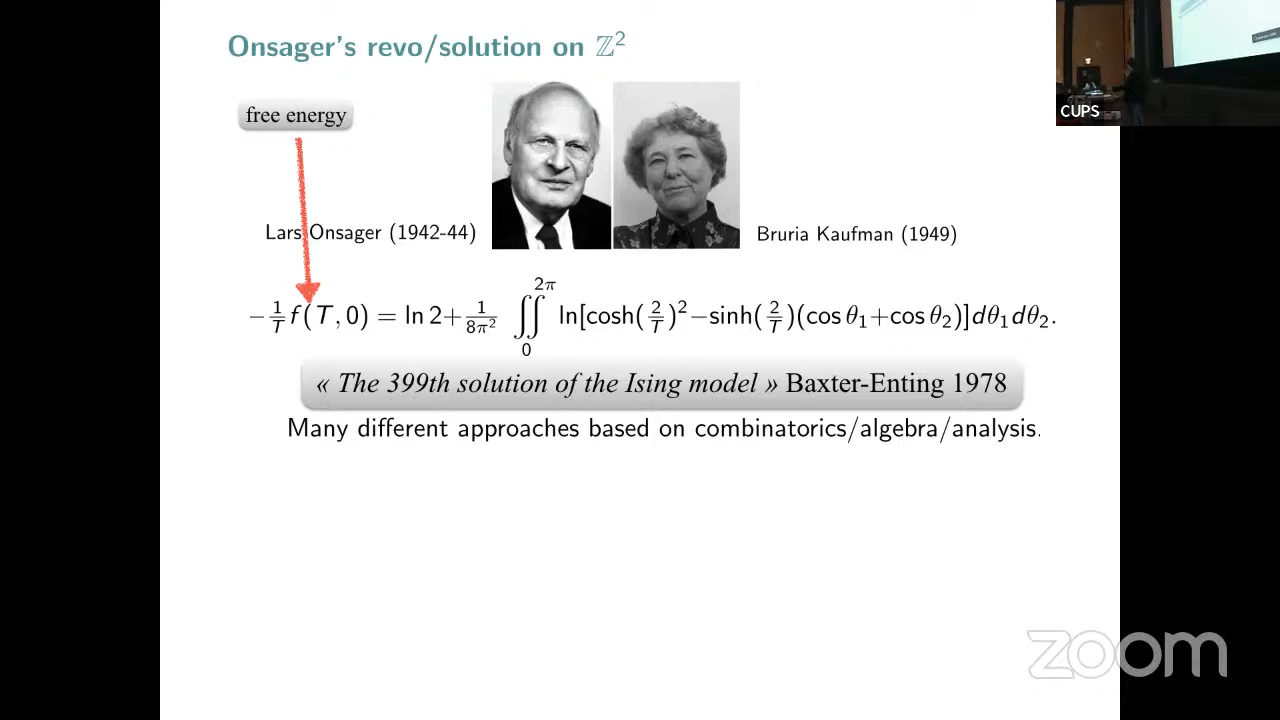 Onsager's revo/solution on ℤ²
CUPS
free energy
Lars Onsager (1942-44)
Bruria Kaufman (1949)
−1/T f(T, 0) = ln 2+1/8π² ∬₀^2π ln[cosh(2/T)²−sinh(2/T)(cos θ₁+cos θ₂)]dθ₁dθ₂.
« The 399th solution of the Ising model » Baxter-Enting 1978
Many different approaches based on combinatorics/algebra/analysis.
zoom